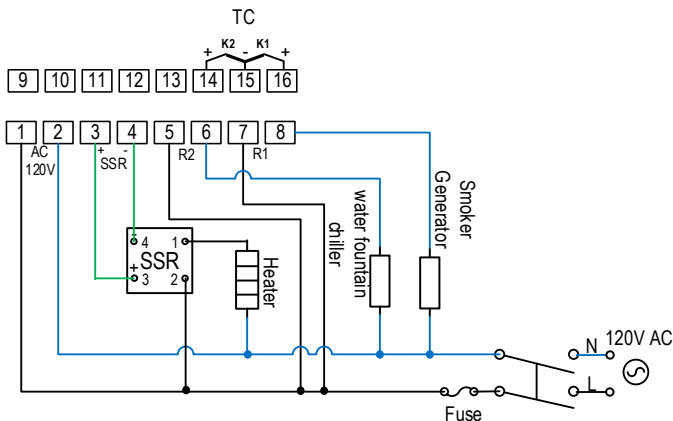 TC
+ K2 - K1 +
9 10 11 12 13 14 15 16
1 2 3 4 5 6 7 8
AC + - R2 R1
120V SSR
Smoker
Generator
water fountain
chiller
4 1
SSR
+
3 2
Heater
N 120V AC
L
Fuse